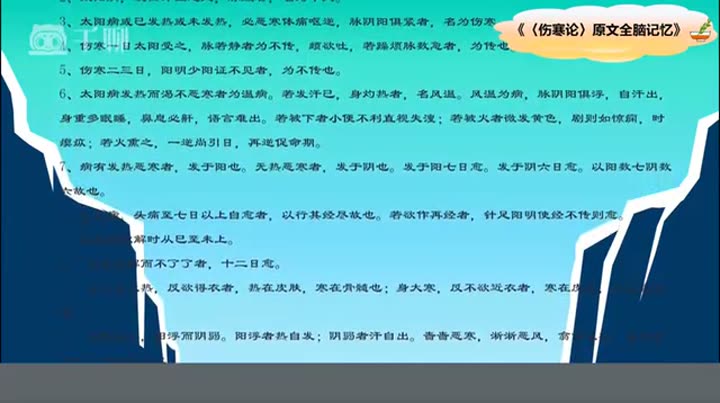 千聊
《〈伤寒论〉原文全脑记忆》
3、太阳病或已发热或未发热，必恶寒体痛呕逆，脉阴阳俱紧者，名为伤寒
4、伤寒一日太阳受之，脉若静者为不传，颇欲吐，若躁烦脉数急者，为传也
5、伤寒二三日，阳明少阳证不见者，为不传也。
6、太阳病发热而渴不恶寒者为温病。若发汗已，身灼热者，名风温。风温为病，脉阴阳俱浮，自汗出，
身重多眠睡，鼻息必鼾，语言难出。若被下者小便不利直视失溲；若被火者微发黄色，剧则如惊痫，时
瘈疭；若火熏之，一逆尚引日，再逆促命期。
7、病有发热恶寒者，发于阳也。无热恶寒者，发于阴也。发于阳七日愈。发于阴六日愈。以阳数七阴数
六故也。
头痛至七日以上自愈者，以行其经尽故也。若欲作再经者，针足阳明使经不传则愈。
解时从巳至未上。
解而不了了者，十二日愈。
热，反欲得衣者，热在皮肤，寒在骨髓也；身大寒，反不欲近衣者，寒在皮
阳浮而阴弱。阳浮者热自发；阴弱者汗自出。啬啬恶寒，淅淅恶风，翕